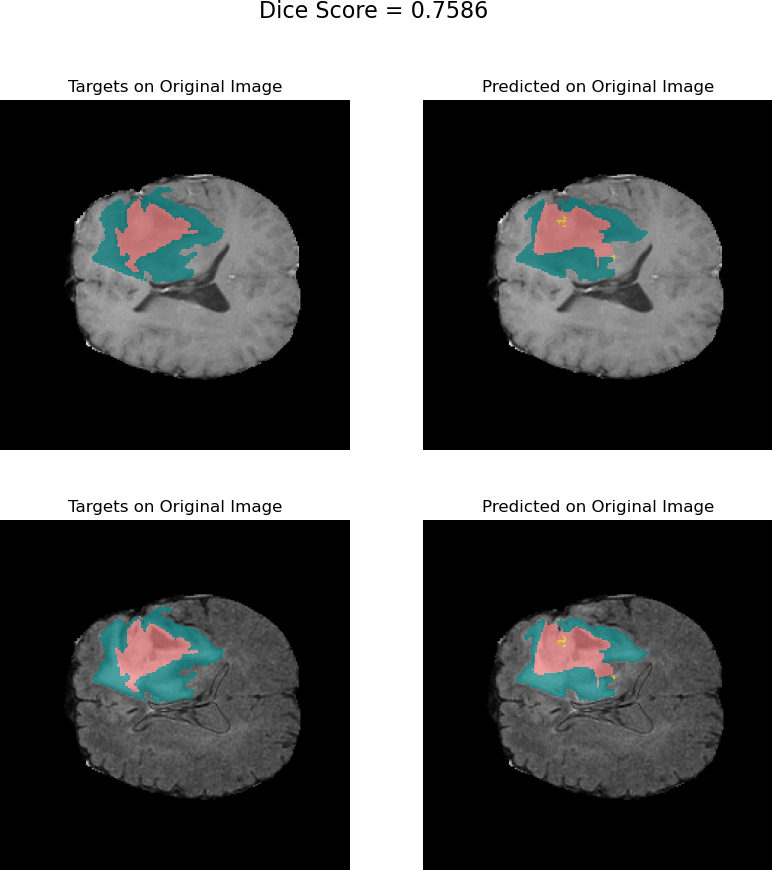 Dice Score = 0.7586
Targets on Original Image
Predicted on Original Image
Targets on Original Image
Predicted on Original Image